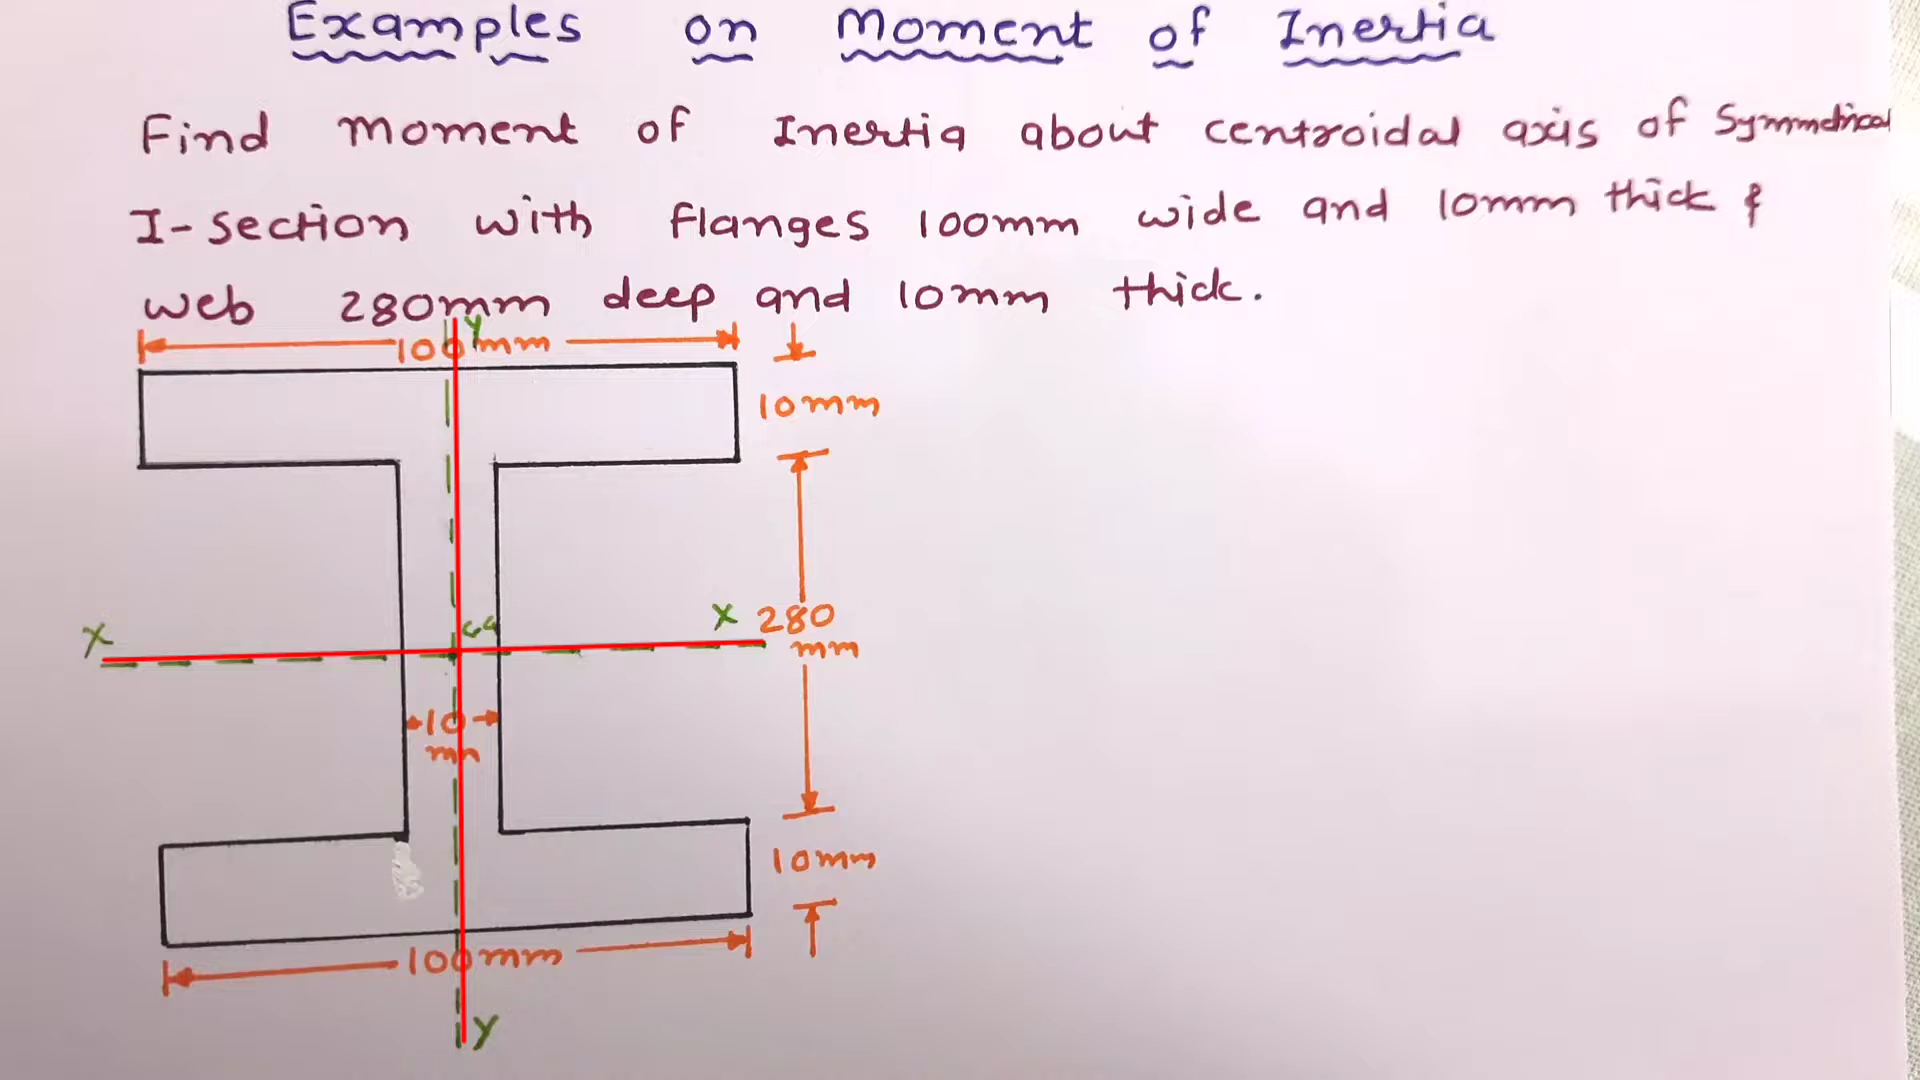 Examples on Moment of Inertia
Find moment of Inertia about centroidal axis of Symmetrical
I-section with flanges 100mm wide and 10mm thick &
web 280mm deep and 10mm thick.
Y
100mm
10mm
X
X
280
mm
10
mm
10mm
100mm
Y